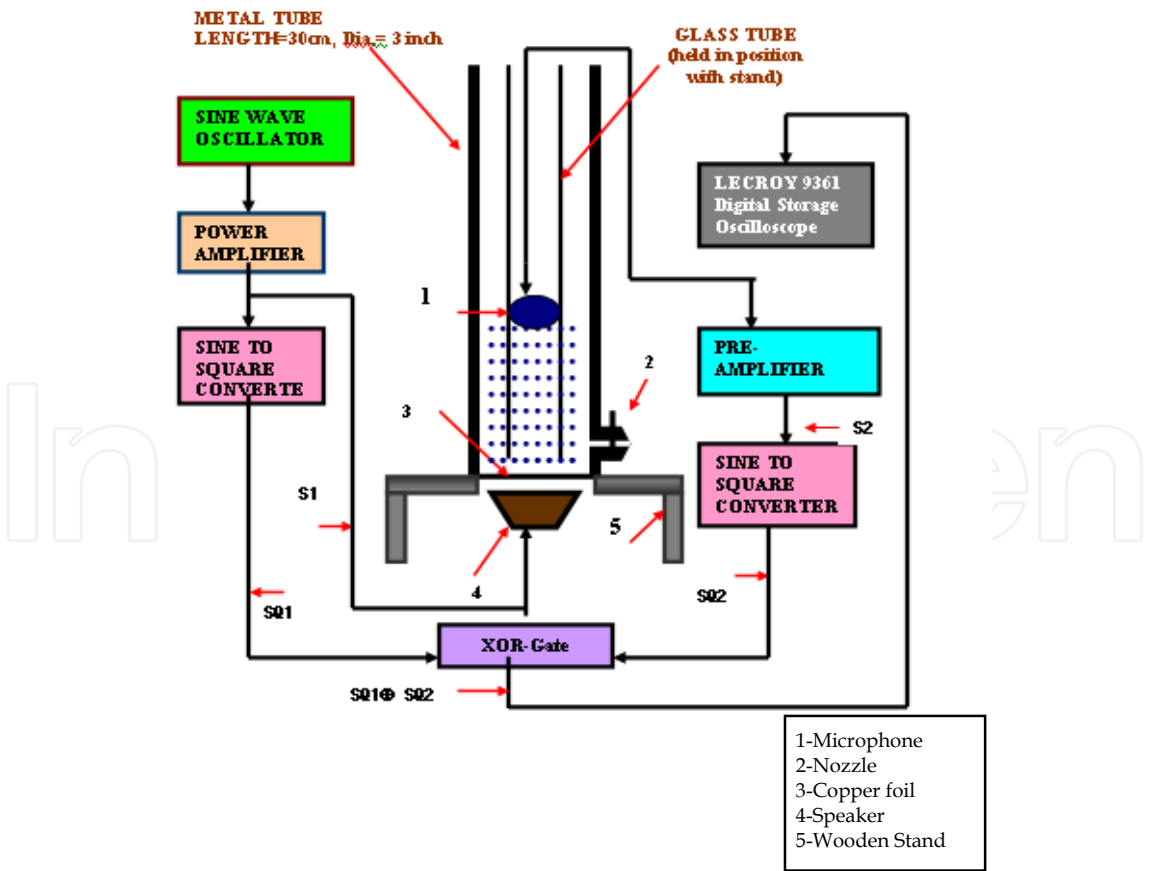 METAL TUBE
LENGTH=30cm, Dia.= 3 inch
GLASS TUBE
(held in position
with stand)
SINE WAVE
OSCILLATOR
LECROY 9361
Digital Storage
Oscilloscope
POWER
AMPLIFIER
1
SINE TO
SQUARE
CONVERTE
PRE-
AMPLIFIER
2
3
S2
SINE TO
SQUARE
CONVERTER
S1
5
4
SQ1
SQ2
XOR-Gate
SQ1⊕ SQ2
1-Microphone
2-Nozzle
3-Copper foil
4-Speaker
5-Wooden Stand